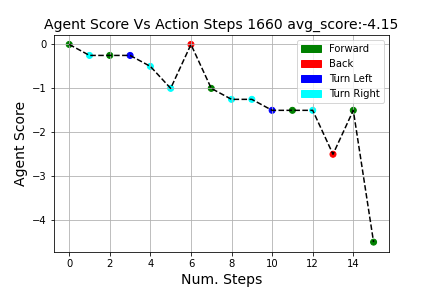 Agent Score Vs Action Steps 1660 avg_score:-4.15
Agent Score
0
−1
−2
−3
−4
Forward
Back
Turn Left
Turn Right
0 2 4 6 8 10 12 14
Num. Steps